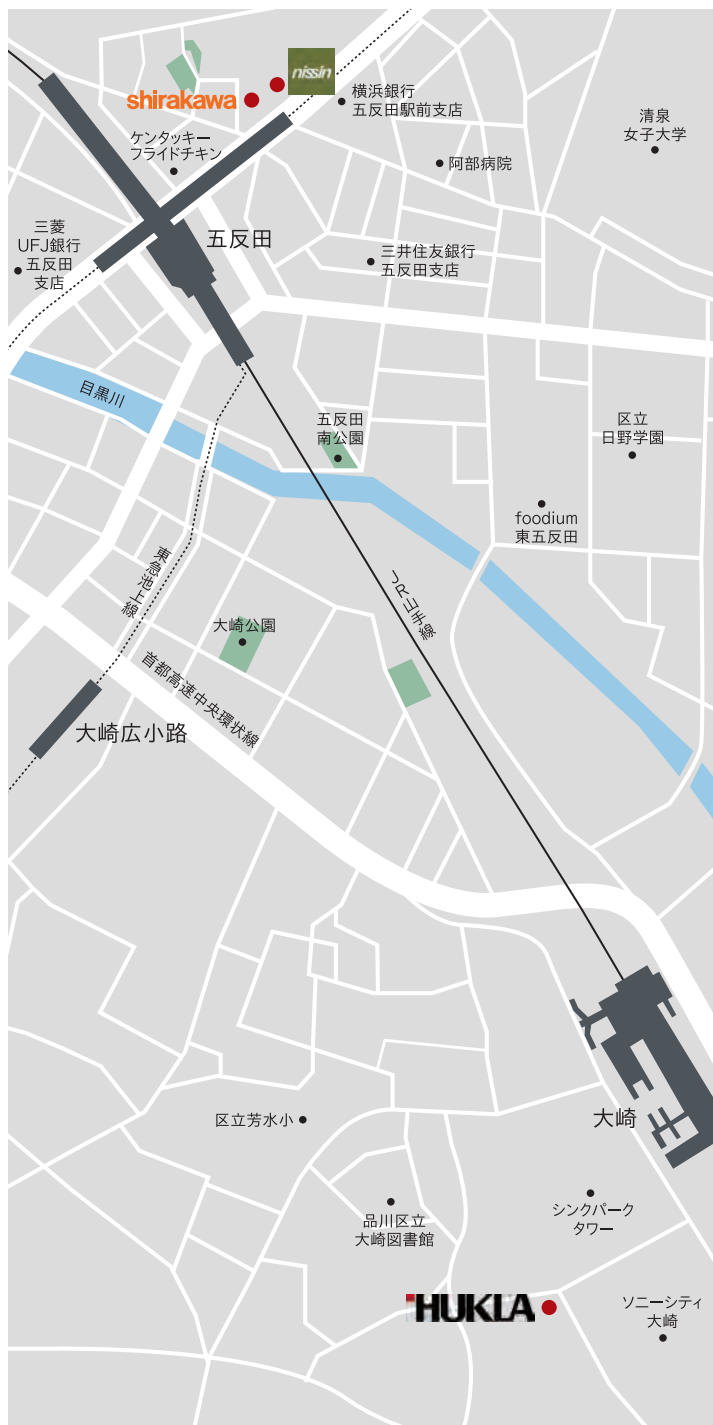 nissin
shirakawa
横浜銀行
五反田駅前支店
清泉
女子大学
ケンタッキー
フライドチキン
阿部病院
三菱
UFJ銀行
五反田
支店
五反田
三井住友銀行
五反田支店
目黒川
五反田
南公園
区立
日野学園
foodium
東五反田
東急池上線
JR山手線
大崎公園
首都高速中央環状線
大崎広小路
大崎
区立芳水小
品川区立
大崎図書館
シンクパーク
タワー
HUKLA
ソニーシティ
大崎